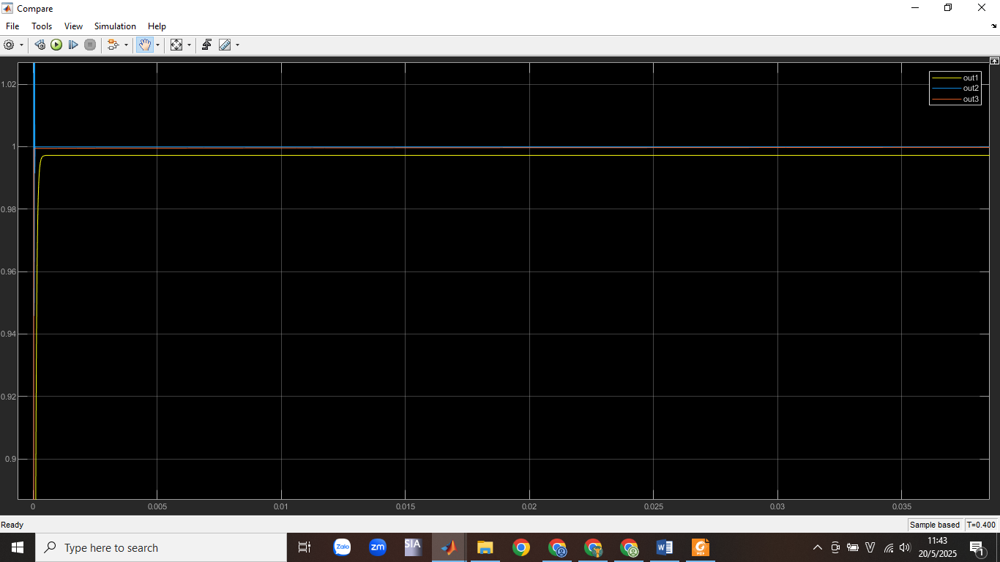 Compare
File Tools View Simulation Help
out1
out2
out3
1.02
1
0.98
0.96
0.94
0.92
0.9
0 0.005 0.01 0.015 0.02 0.025 0.03 0.035
Ready
Sample based T=0.400
Type here to search
Zalo
zm
SIA
W
PDF
V
11:43
20/5/2025
1